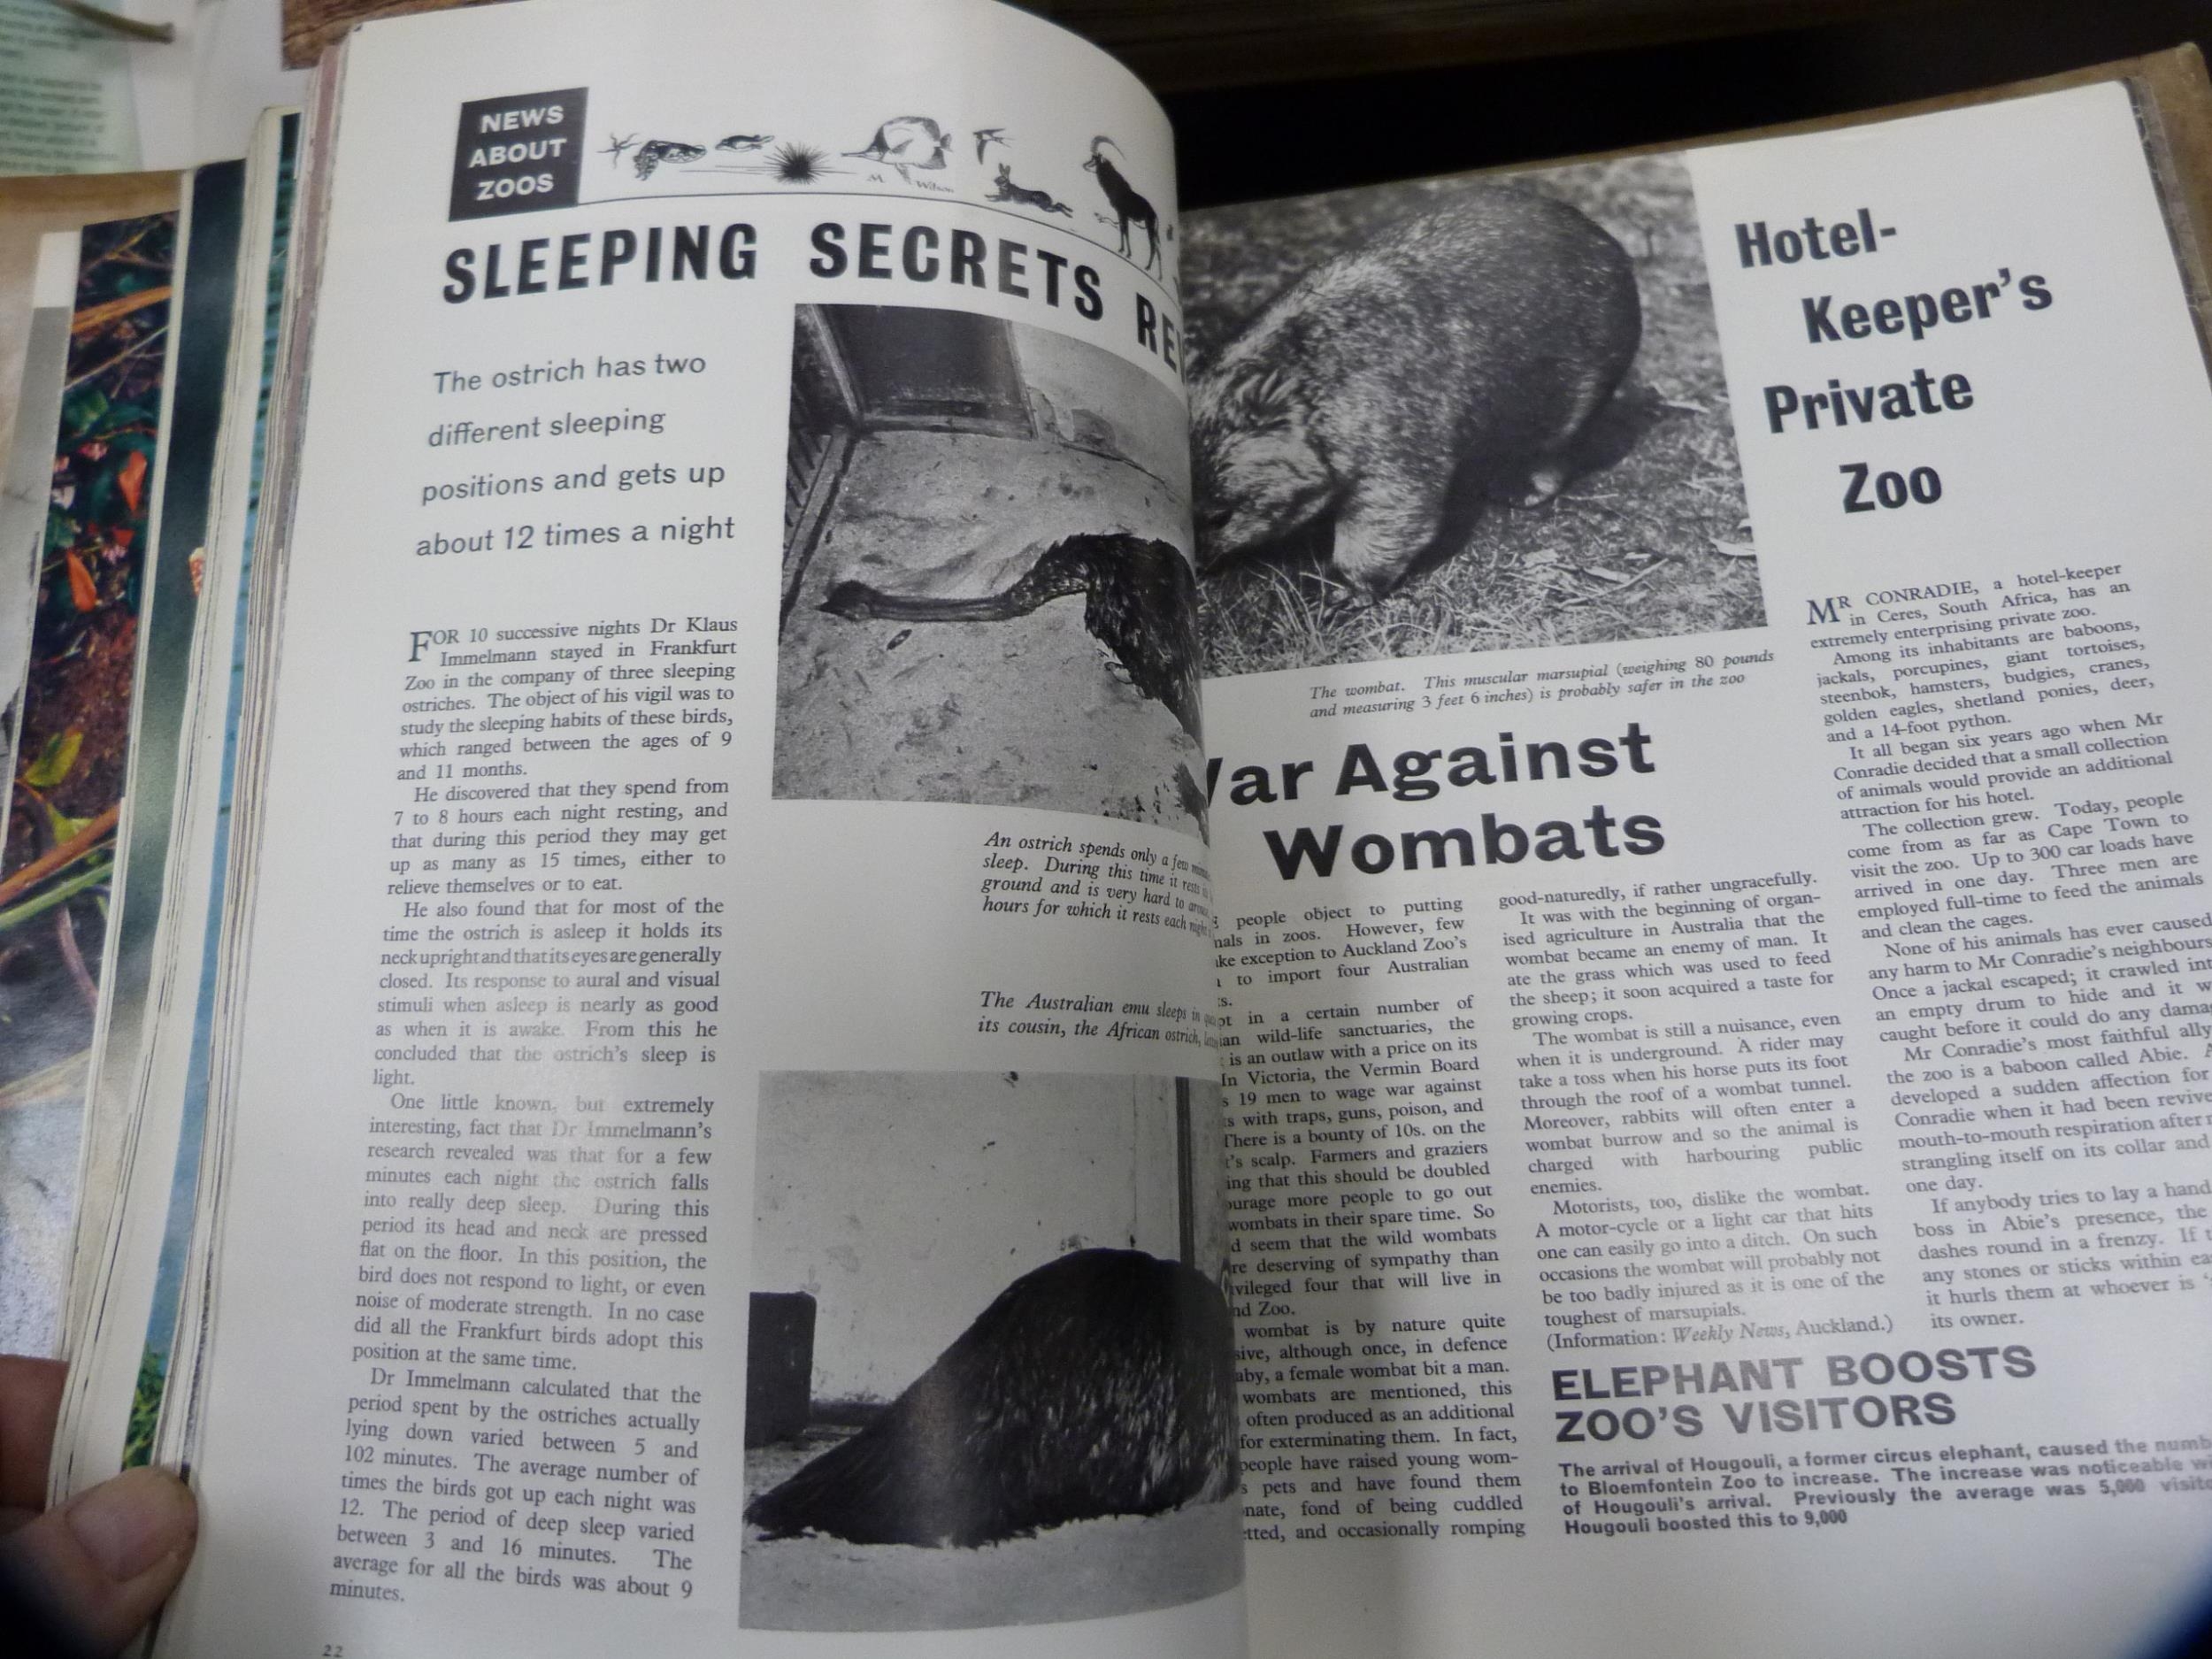 NEWS
ABOUT
ZOOS
M Wilson
SLEEPING SECRETS
The ostrich has two
different sleeping
positions and gets up
about 12 times a night
FOR 10 successive nights Dr Klaus
Immelmann stayed in Frankfurt
Zoo in the company of three sleeping
ostriches. The object of his vigil was to
study the sleeping habits of these birds,
which ranged between the ages of 9
and 11 months.
He discovered that they spend from
7 to 8 hours each night resting, and
that during this period they may get
up as many as 15 times, either to
relieve themselves or to eat.
He also found that for most of the
time the ostrich is asleep it holds its
neck upright and that its eyes are generally
closed. Its response to aural and visual
stimuli when asleep is nearly as good
as when it is awake. From this he
concluded that the ostrich's sleep is
light.
One little known, but extremely
interesting, fact that Dr Immelmann's
research revealed was that for a few
minutes each night the ostrich falls
into really deep sleep. During this
period its head and neck are pressed
flat on the floor. In this position, the
bird does not respond to light, or even
noise of moderate strength. In no case
did all the Frankfurt birds adopt this
position at the same time.
Dr Immelmann calculated that the
period spent by the ostriches actually
lying down varied between 5 and
102 minutes. The average number of
times the birds got up each night was
12. The period of deep sleep varied
between 3 and 16 minutes. The
average for all the birds was about 9
minutes.
22
An ostrich spends only a few
sleep. During this time it rests
ground and is very hard to
hours for which it rests each night
The Australian emu sleeps in
its cousin, the African ostrich,
The wombat. This muscular marsupial (weighing 80 pounds
and measuring 3 feet 6 inches) is probably safer in the zoo
War Against
Wombats
people object to putting
in zoos. However, few
exception to Auckland Zoo's
to import four Australian
in a certain number of
wild-life sanctuaries, the
is an outlaw with a price on its
In Victoria, the Vermin Board
19 men to wage war against
with traps, guns, poison, and
There is a bounty of 10s. on the
scalp. Farmers and graziers
that this should be doubled
more people to go out
wombats in their spare time. So
seem that the wild wombats
deserving of sympathy than
four that will live in
Zoo.
wombat is by nature quite
although once, in defence
a female wombat bit a man.
wombats are mentioned, this
often produced as an additional
for exterminating them. In fact,
people have raised young wom-
pets and have found them
fond of being cuddled
and occasionally romping
good-naturedly, if rather ungracefully.
It was with the beginning of organ-
ised agriculture in Australia that the
wombat became an enemy of man. It
ate the grass which was used to feed
the sheep; it soon acquired a taste for
growing crops.
The wombat is still a nuisance, even
when it is underground. A rider may
take a toss when his horse puts its foot
through the roof of a wombat tunnel.
Moreover, rabbits will often enter a
wombat burrow and so the animal is
charged with harbouring public
enemies.
Motorists, too, dislike the wombat.
A motor-cycle or a light car that hits
one can easily go into a ditch. On such
occasions the wombat will probably not
be too badly injured as it is one of the
toughest of marsupials.
(Information: Weekly News, Auckland.)
Hotel-
Keeper's
Private
Zoo
MR CONRADIE, a hotel-keeper
in Ceres, South Africa, has an
extremely enterprising private zoo.
Among its inhabitants are baboons,
jackals, porcupines, giant tortoises,
steenbok, hamsters, budgies, cranes,
golden eagles, shetland ponies, deer,
and a 14-foot python.
It all began six years ago when Mr
Conradie decided that a small collection
of animals would provide an additional
attraction for his hotel.
The collection grew. Today, people
come from as far as Cape Town to
visit the zoo. Up to 300 car loads have
arrived in one day. Three men are
employed full-time to feed the animals
and clean the cages.
None of his animals has ever caused
any harm to Mr Conradie's neighbours
Once a jackal escaped; it crawled
an empty drum to hide and it
caught before it could do any
Mr Conradie's most faithful ally
the zoo is a baboon called Abie.
developed a sudden affection for
Conradie when it had been
mouth-to-mouth respiration after
strangling itself on its collar and
one day.
If anybody tries to lay a hand
boss in Abie's presence, the
dashes round in a frenzy. If
any stones or sticks within
it hurls them at whoever is
its owner.
ELEPHANT BOOSTS
ZOO'S VISITORS
The arrival of Hougouli, a former circus elephant, caused the
to Bloemfontein Zoo to increase. The increase was noticeable
of Hougouli's arrival. Previously the average was 5,000
Hougouli boosted this to 9,000